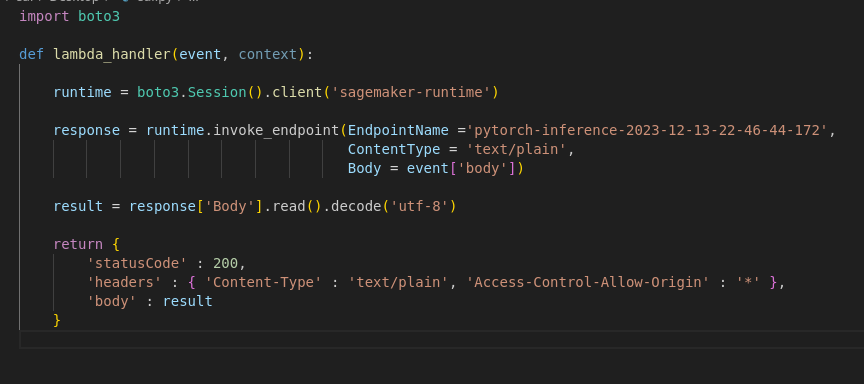 import boto3
def lambda_handler(event, context):
runtime = boto3.Session().client('sagemaker-runtime')
response = runtime.invoke_endpoint(EndpointName ='pytorch-inference-2023-12-13-22-46-44-172',
ContentType = 'text/plain',
Body = event['body'])
result = response['Body'].read().decode('utf-8')
return {
'statusCode' : 200,
'headers' : { 'Content-Type' : 'text/plain', 'Access-Control-Allow-Origin' : '*' },
'body' : result
}